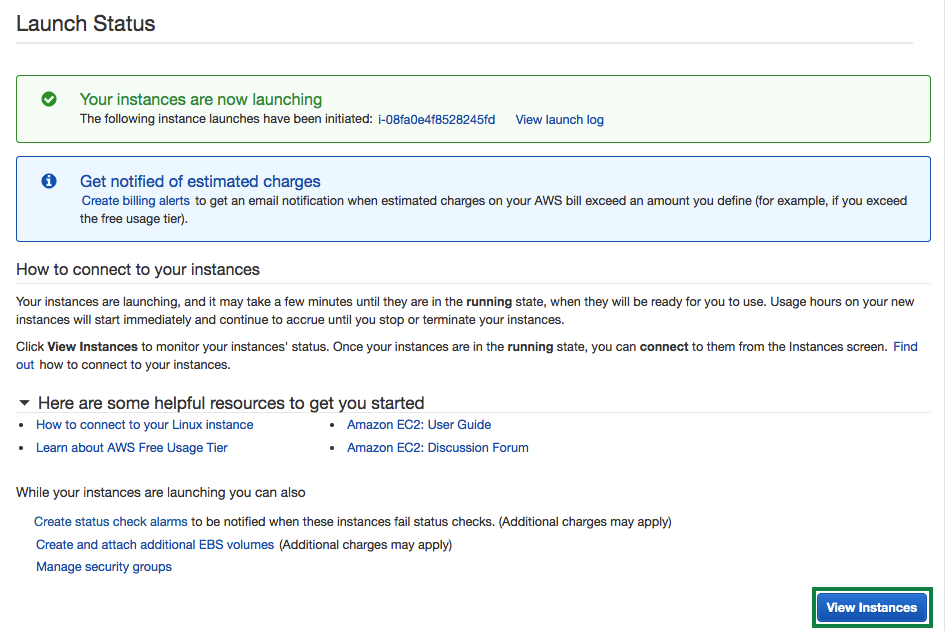 Launch Status
Your instances are now launching
The following instance launches have been initiated: i-08fa0e4f8528245fd View launch log
Get notified of estimated charges
Create billing alerts to get an email notification when estimated charges on your AWS bill exceed an amount you define (for example, if you exceed
the free usage tier).
How to connect to your instances
Your instances are launching, and it may take a few minutes until they are in the running state, when they will be ready for you to use. Usage hours on your new
instances will start immediately and continue to accrue until you stop or terminate your instances.
Click View Instances to monitor your instances' status. Once your instances are in the running state, you can connect to them from the Instances screen. Find
out how to connect to your instances.
Here are some helpful resources to get you started
• How to connect to your Linux instance
• Amazon EC2: User Guide
• Learn about AWS Free Usage Tier
• Amazon EC2: Discussion Forum
While your instances are launching you can also
Create status check alarms to be notified when these instances fail status checks. (Additional charges may apply)
Create and attach additional EBS volumes (Additional charges may apply)
Manage security groups
View Instances